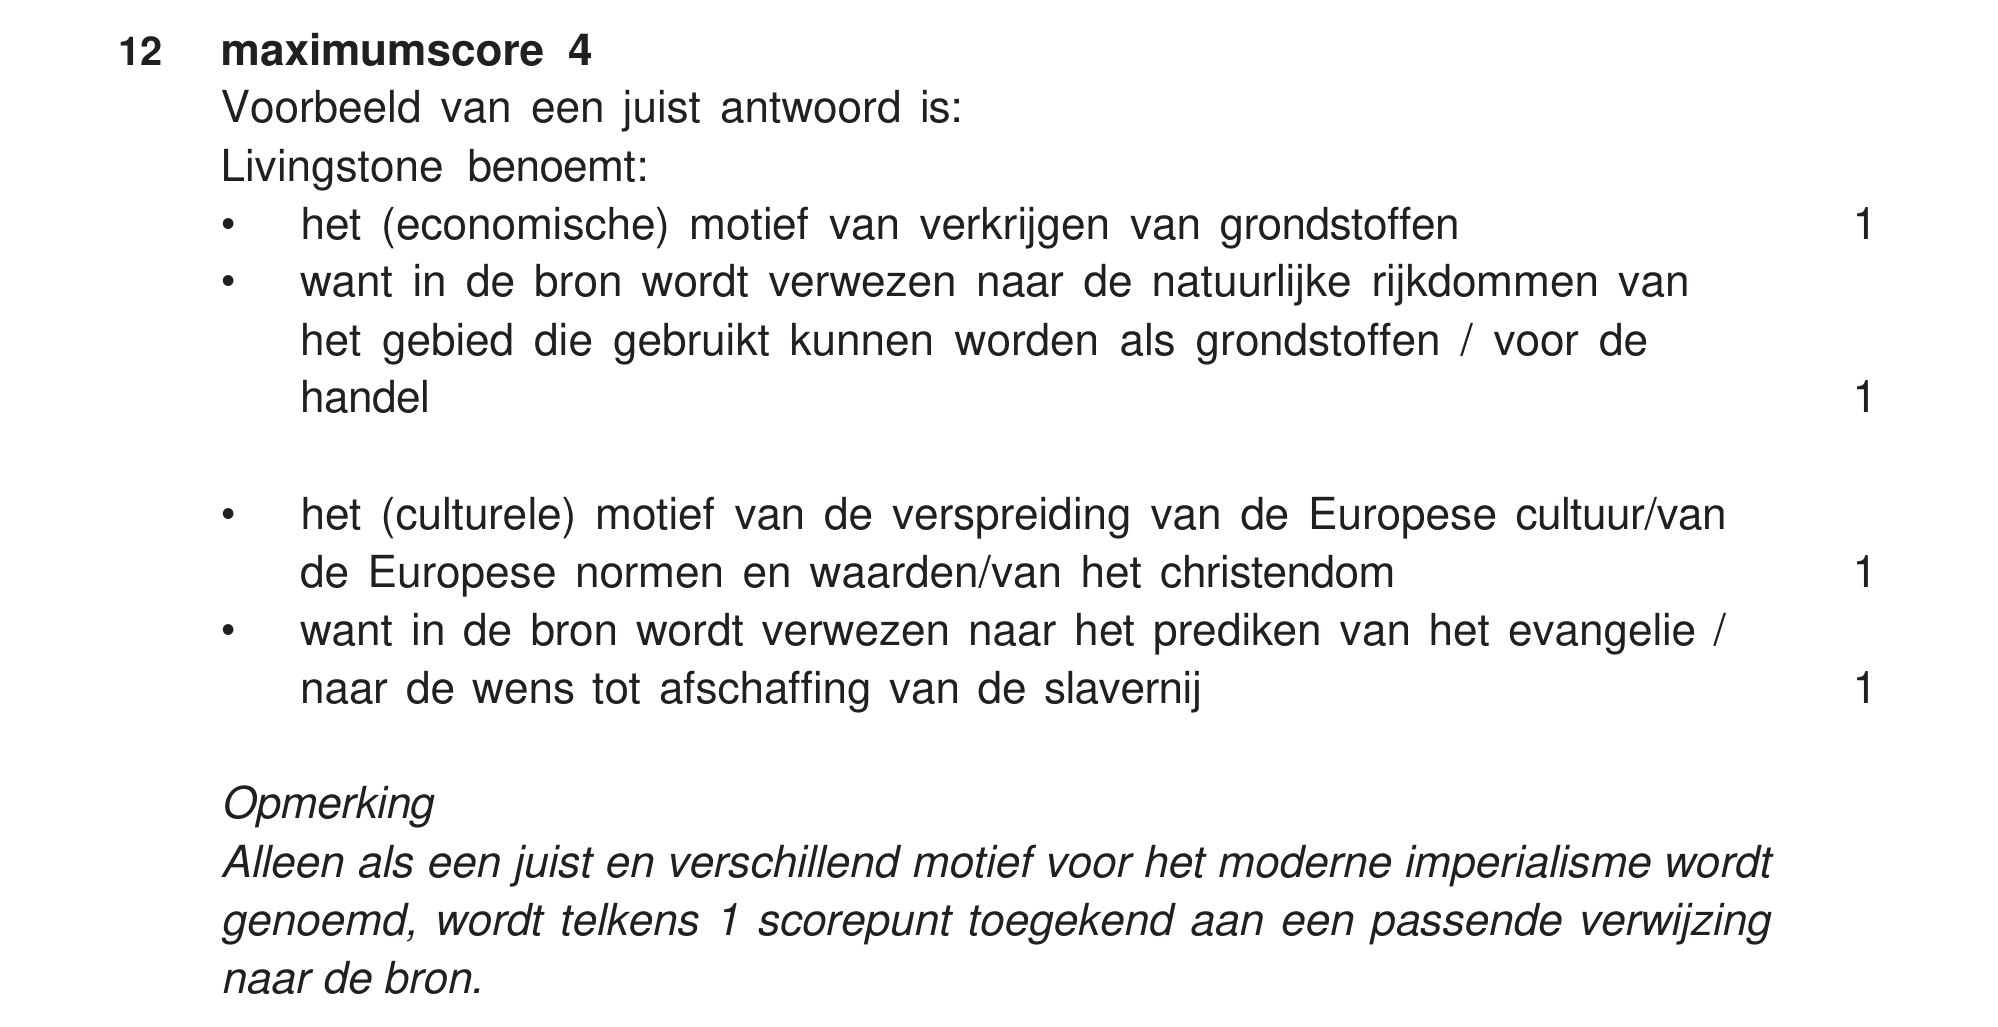 12 maximumscore 4
Voorbeeld van een juist antwoord is:
Livingstone benoemt:
• het (economische) motief van verkrijgen van grondstoffen 1
• want in de bron wordt verwezen naar de natuurlijke rijkdommen van
het gebied die gebruikt kunnen worden als grondstoffen / voor de
handel 1
• het (culturele) motief van de verspreiding van de Europese cultuur/van
de Europese normen en waarden/van het christendom 1
• want in de bron wordt verwezen naar het prediken van het evangelie /
naar de wens tot afschaffing van de slavernij 1
Opmerking
Alleen als een juist en verschillend motief voor het moderne imperialisme wordt
genoemd, wordt telkens 1 scorepunt toegekend aan een passende verwijzing
naar de bron.